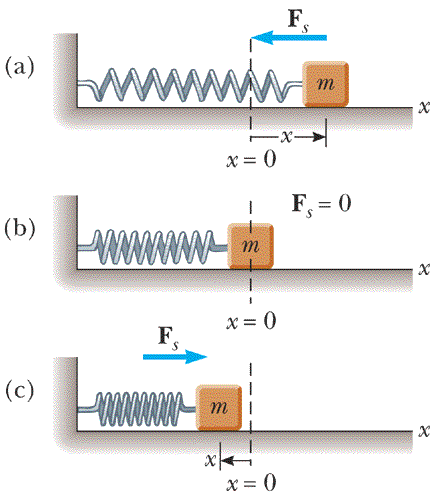 F_s
(a)
m
x
x
x = 0
(b)
F_s = 0
m
x
x = 0
F_s
(c)
m
x
x
x = 0